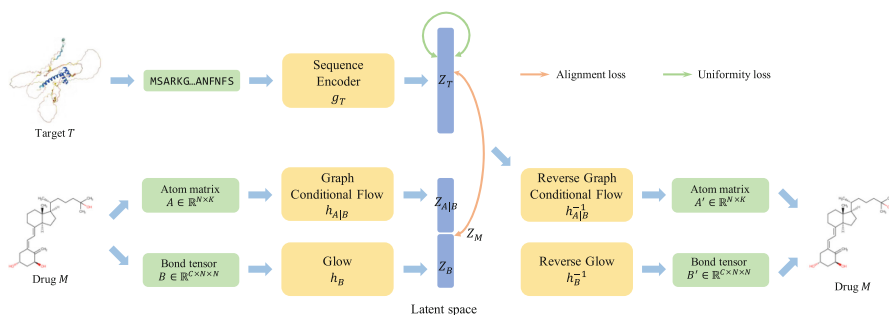 Target T
MSARKG…ANFNFS
Sequence
Encoder
g_T
Z_T
Alignment loss
Uniformity loss
Drug M
Atom matrix
A ∈ ℝ^{N×K}
Bond tensor
B ∈ ℝ^{C×N×N}
Graph
Conditional Flow
h_{A|B}
Glow
h_B
Z_{A|B}
Z_B
Z_M
Latent space
Reverse Graph
Conditional Flow
h_{A|B}^{-1}
Reverse Glow
h_B^{-1}
Atom matrix
A′ ∈ ℝ^{N×K}
Bond tensor
B′ ∈ ℝ^{C×N×N}
Drug M